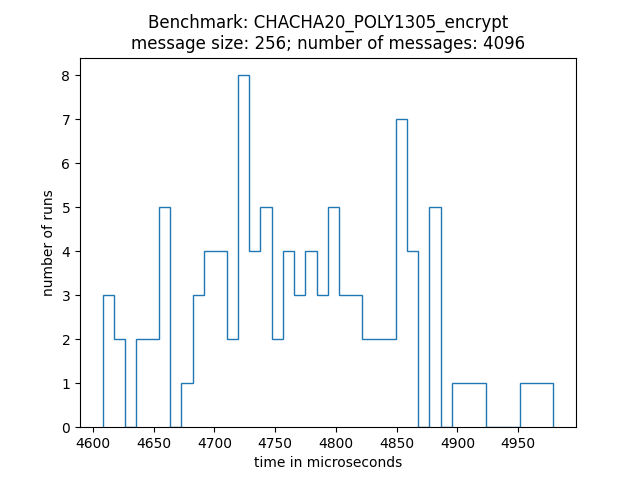 Benchmark: CHACHA20_POLY1305_encrypt
message size: 256; number of messages: 4096
8
7
6
5
4
3
2
1
0
number of runs
4600 4650 4700 4750 4800 4850 4900 4950
time in microseconds